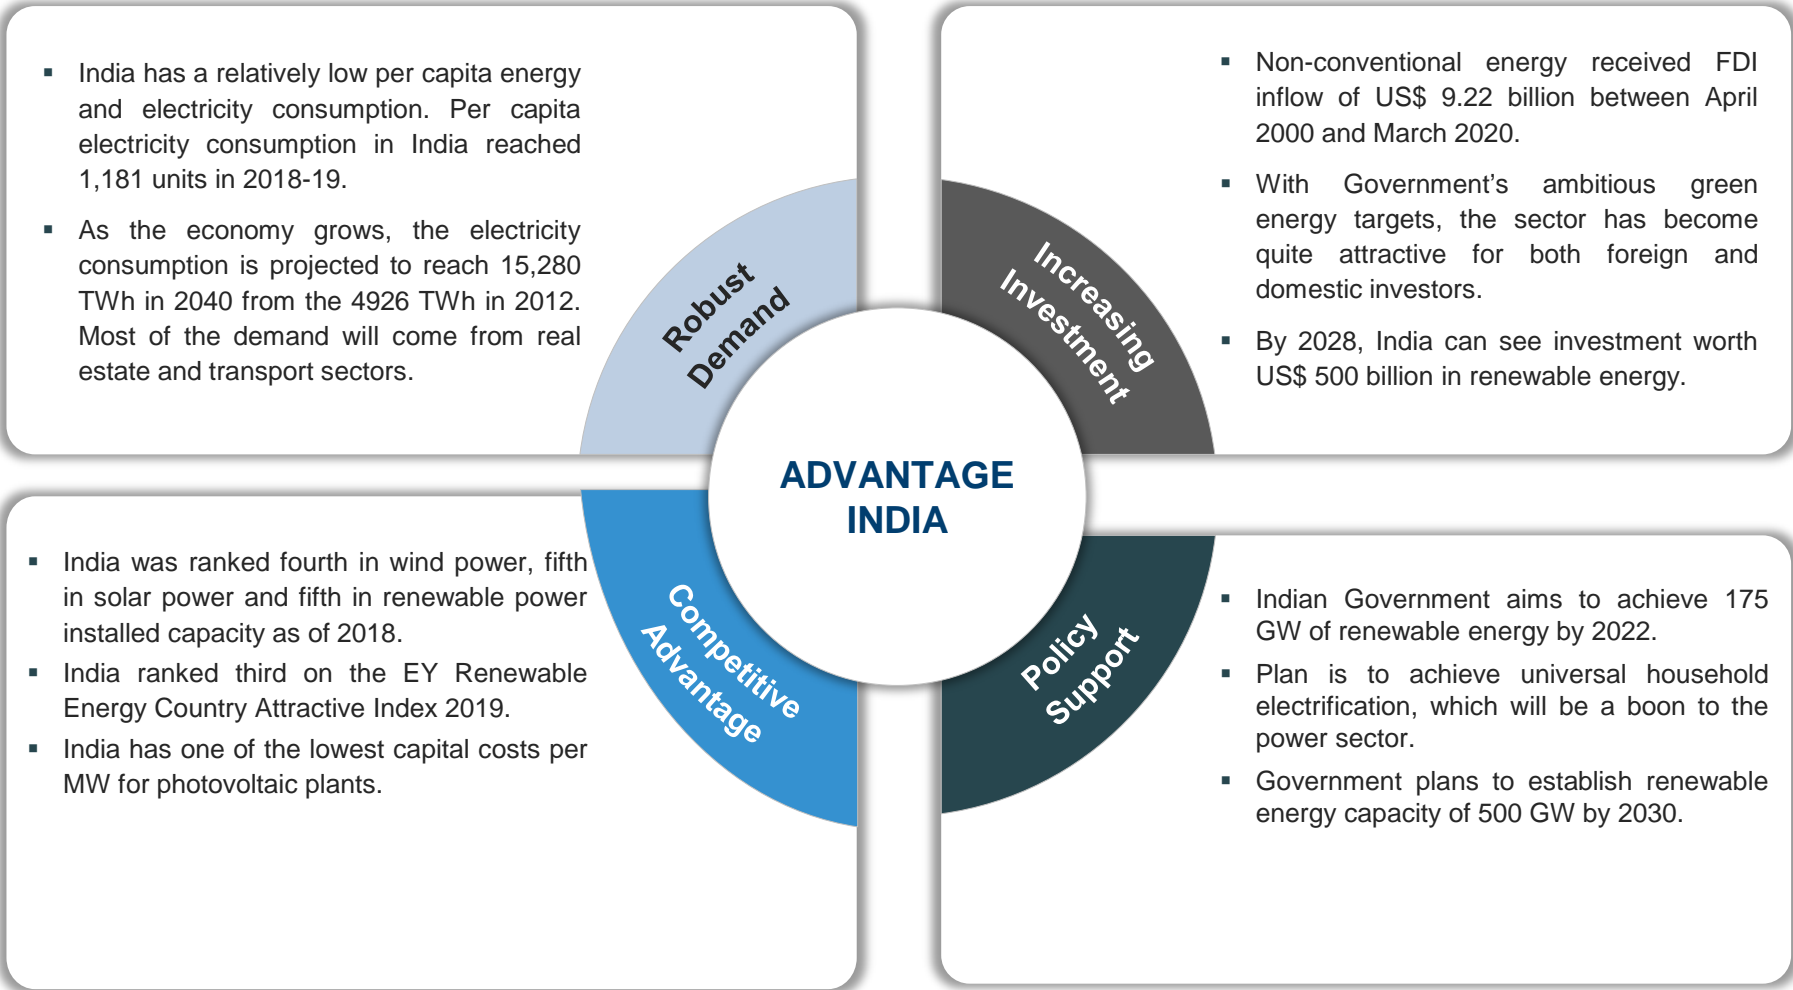 ▪ India has a relatively low per capita energy
and electricity consumption. Per capita
electricity consumption in India reached
1,181 units in 2018-19.
▪ As the economy grows, the electricity
consumption is projected to reach 15,280
TWh in 2040 from the 4926 TWh in 2012.
Most of the demand will come from real
estate and transport sectors.
Robust
Demand
▪ Non-conventional energy received FDI
inflow of US$ 9.22 billion between April
2000 and March 2020.
▪ With Government’s ambitious green
energy targets, the sector has become
quite attractive for both foreign and
domestic investors.
▪ By 2028, India can see investment worth
US$ 500 billion in renewable energy.
Increasing
Investment
ADVANTAGE
INDIA
▪ India was ranked fourth in wind power, fifth
in solar power and fifth in renewable power
installed capacity as of 2018.
▪ India ranked third on the EY Renewable
Energy Country Attractive Index 2019.
▪ India has one of the lowest capital costs per
MW for photovoltaic plants.
Competitive
Advantage
▪ Indian Government aims to achieve 175
GW of renewable energy by 2022.
▪ Plan is to achieve universal household
electrification, which will be a boon to the
power sector.
▪ Government plans to establish renewable
energy capacity of 500 GW by 2030.
Policy
Support